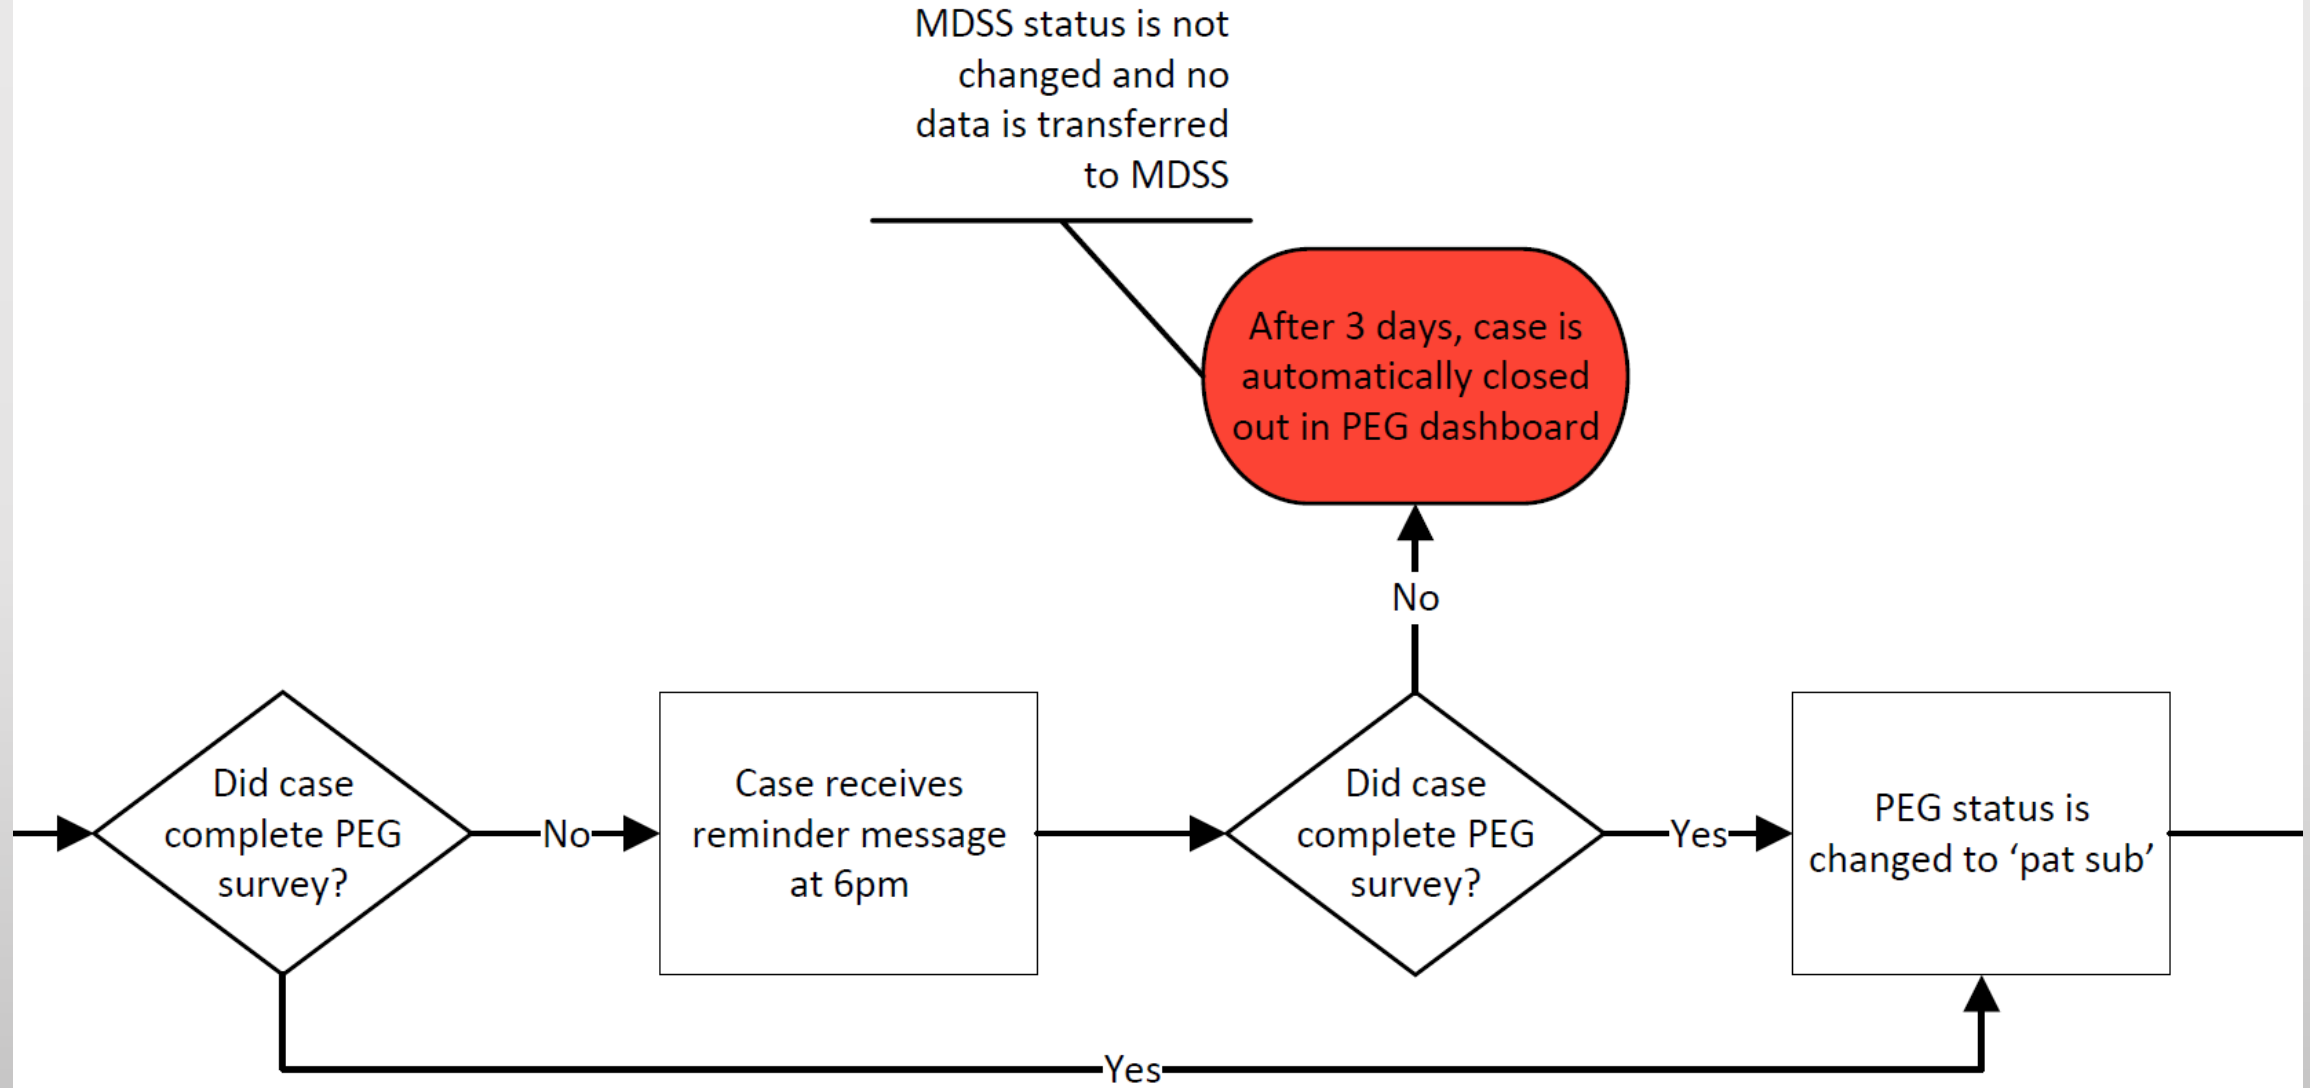 MDSS status is not
changed and no
data is transferred
to MDSS
After 3 days, case is
automatically closed
out in PEG dashboard
No
Did case
complete PEG
survey?
No
Case receives
reminder message
at 6pm
Did case
complete PEG
survey?
Yes
PEG status is
changed to ‘pat sub’
Yes